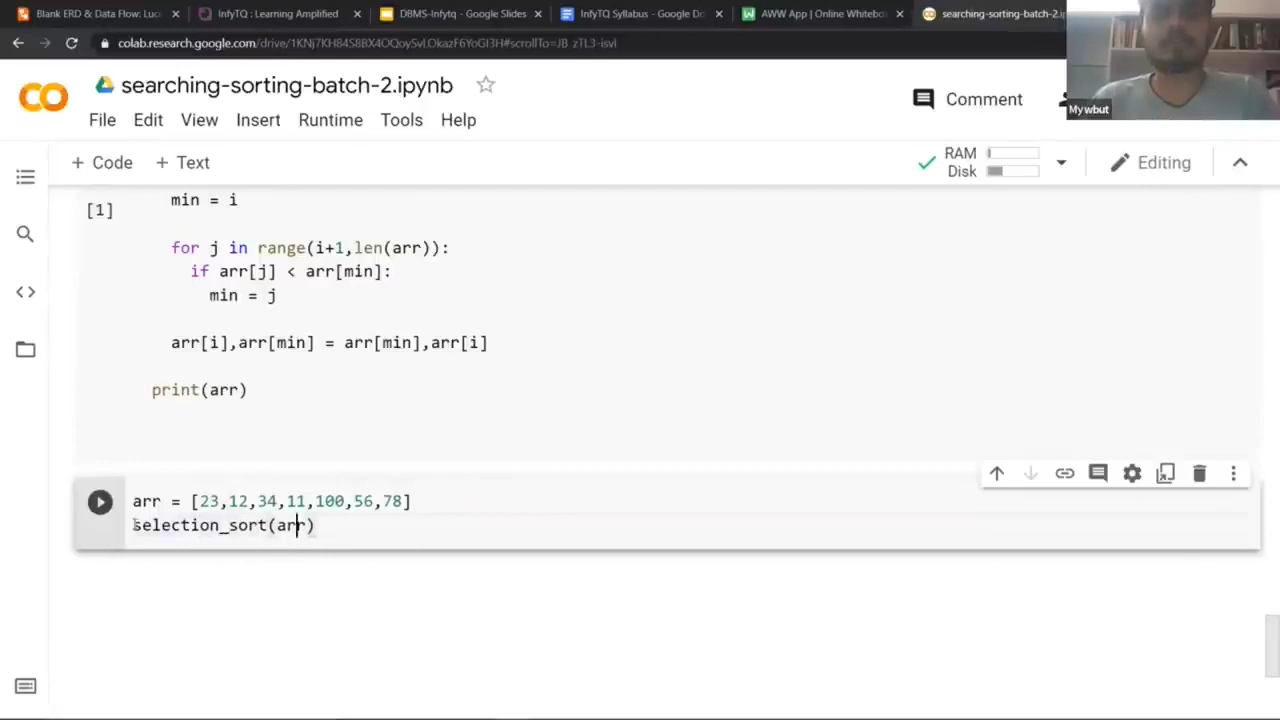 Blank ERD & Data Flow: Luc
InfyTQ : Learning Amplified
DBMS-Infytq - Google Slides
InfyTQ Syllabus - Google Do
AWW App | Online Whitebo
searching-sorting-batch-2.ip
colab.research.google.com/drive/1KNj7KH84S8BX4OQoySvLOkazF6YoGI3H#scrollTo=JB_zTL3-isvl
Mywbut
searching-sorting-batch-2.ipynb
Comment
File Edit View Insert Runtime Tools Help
+ Code + Text
RAM
Disk
Editing
[1]
min = i
for j in range(i+1,len(arr)):
if arr[j] < arr[min]:
min = j
arr[i],arr[min] = arr[min],arr[i]
print(arr)
arr = [23,12,34,11,100,56,78]
selection_sort(arr)